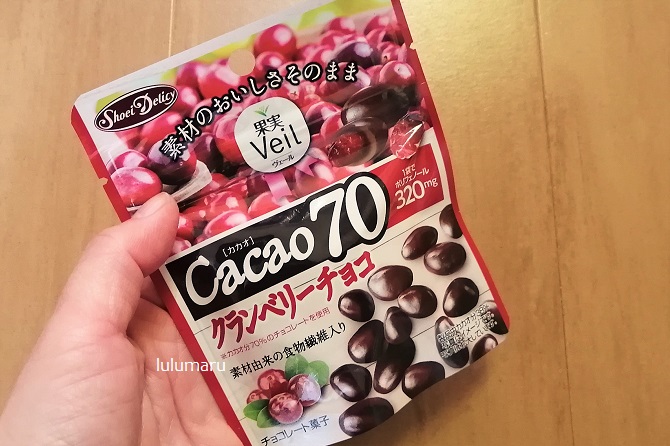 Shoei Delicy
素材のおいしさそのまま
果実
Veil
ヴェール
1袋で
ポリフェノール
320mg
[カカオ]
Cacao70
クランベリーチョコ
※カカオ分70%のチョコレートを使用
素材由来の食物繊維入り
チョコレート菓子
lulumaru